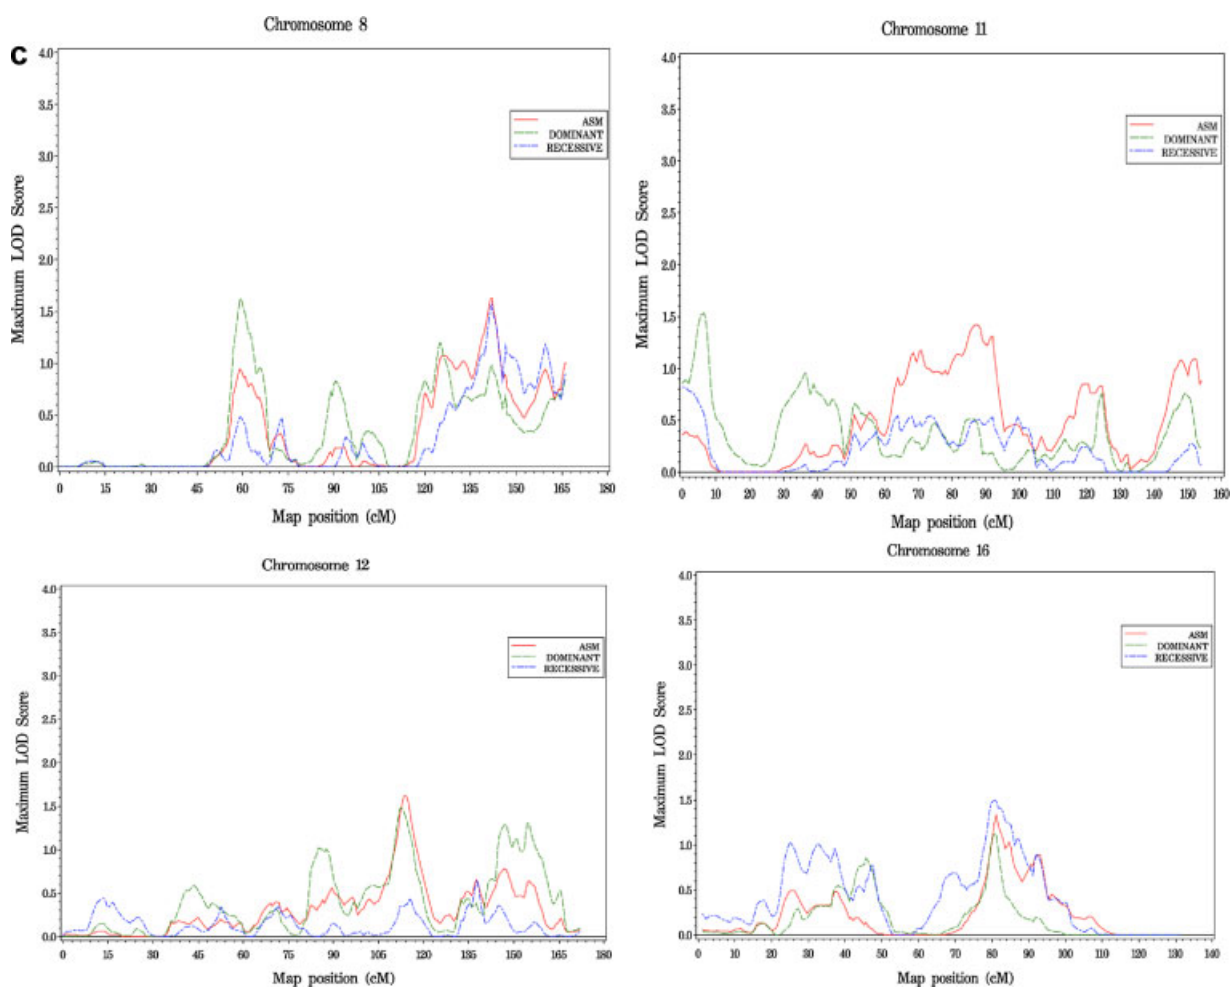 C
Chromosome 8
4.0
3.5
3.0
2.5
2.0
1.5
1.0
0.5
0.0
Maximum LOD Score
ASM
DOMINANT
RECESSIVE
0 15 30 45 60 75 90 105 120 135 150 165 180
Map position (cM)
Chromosome 11
4.0
3.5
3.0
2.5
2.0
1.5
1.0
0.5
0.0
Maximum LOD Score
ASM
DOMINANT
RECESSIVE
0 10 20 30 40 50 60 70 80 90 100 110 120 130 140 150 160
Map position (cM)
Chromosome 12
4.0
3.5
3.0
2.5
2.0
1.5
1.0
0.5
0.0
Maximum LOD Score
ASM
DOMINANT
RECESSIVE
0 15 30 45 60 75 90 105 120 135 150 165 180
Map position (cM)
Chromosome 16
4.0
3.5
3.0
2.5
2.0
1.5
1.0
0.5
0.0
Maximum LOD Score
ASM
DOMINANT
RECESSIVE
0 10 20 30 40 50 60 70 80 90 100 110 120 130 140
Map position (cM)